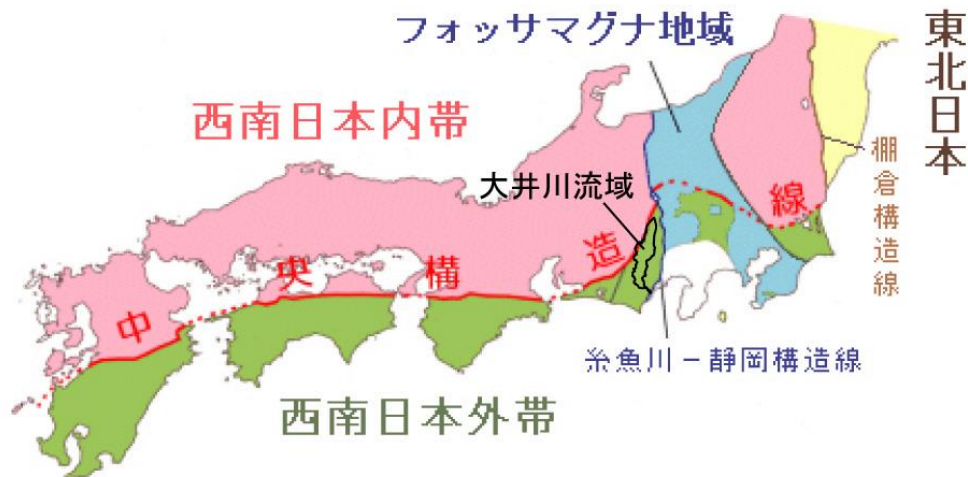 フォッサマグナ地域
東北日本
西南日本内帯
棚倉構造線
大井川流域
中央構造線
糸魚川－静岡構造線
西南日本外帯